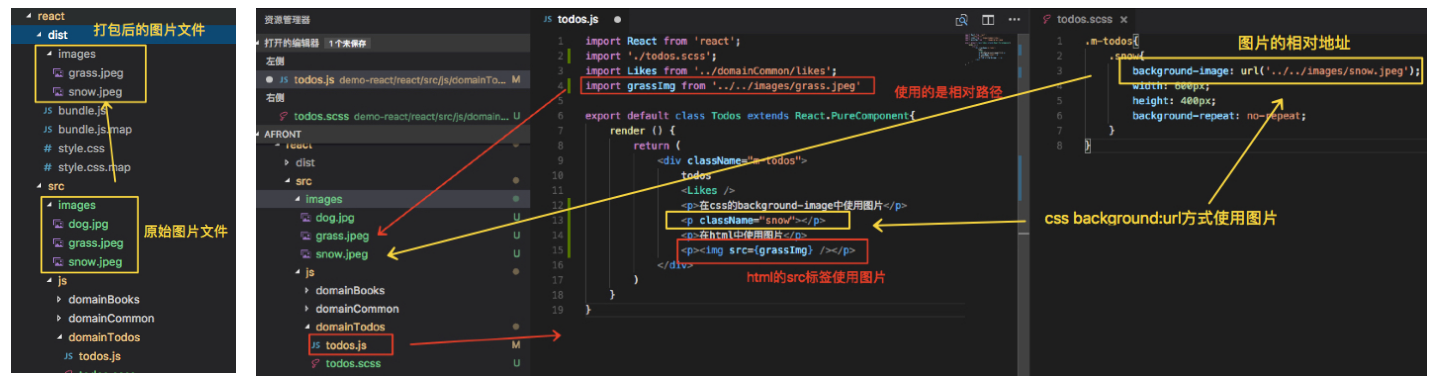 react
dist
打包后的图片文件
images
grass.jpeg
snow.jpeg
bundle.js
bundle.js.map
style.css
style.css.map
src
images
dog.jpg
grass.jpeg
snow.jpeg
原始图片文件
js
domainBooks
domainCommon
domainTodos
JS todos.js
资源管理器
打开的编辑器 1 个未保存
左侧
JS todos.js demo-react/react/src/js/domainTo... M
右侧
todos.scss demo-react/react/src/js/domain... U
AFRONT
react
dist
src
images
dog.jpg U
grass.jpeg U
snow.jpeg U
js
domainBooks
domainCommon
domainTodos
JS todos.js M
todos.scss U
JS todos.js
1 import React from 'react';
2 import './todos.scss';
3 import Likes from '../domainCommon/likes';
4 import grassImg from '../../images/grass.jpeg'
使用的是相对路径
5
6 export default class Todos extends React.PureComponent{
7 render () {
8 return (
9 <div className="m-todos">
10 todos
11 <Likes />
12 <p>在css的background-image中使用图片</p>
13 <p className="snow"></p>
14 <p>在html中使用图片</p>
15 <p><img src={grassImg} /></p>
16 </div>
html的src标签使用图片
17 )
18 }
19 }
todos.scss
1 .m-todos{
图片的相对地址
2 .snow{
3 background-image: url('../../images/snow.jpeg');
4 width: 600px;
5 height: 400px;
6 background-repeat: no-repeat;
7 }
8 }
css background:url方式使用图片